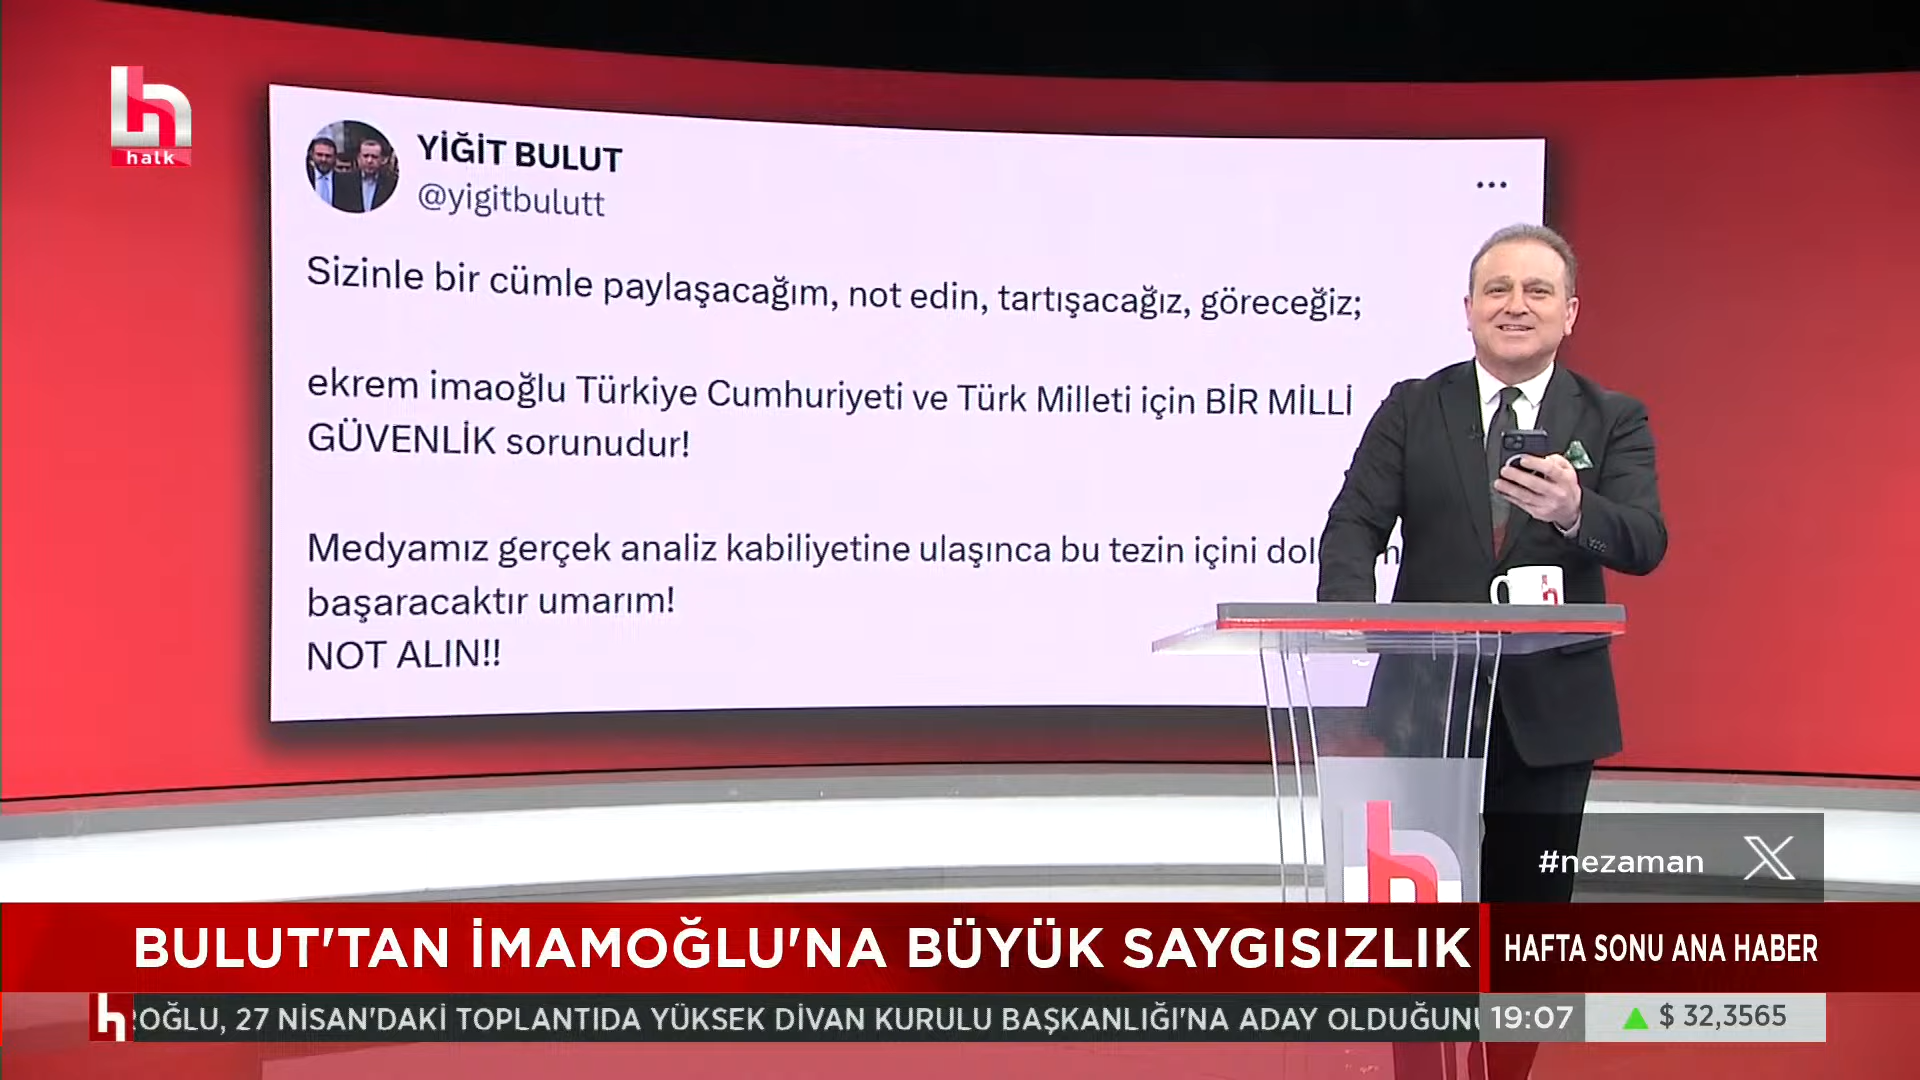 halk
YİĞİT BULUT
@yigitbulutt
Sizinle bir cümle paylaşacağım, not edin, tartışacağız, göreceğiz;
ekrem imaoğlu Türkiye Cumhuriyeti ve Türk Milleti için BİR MİLLİ
GÜVENLİK sorunudur!
Medyamız gerçek analiz kabiliyetine ulaşınca bu tezin içini
başaracaktır umarım!
NOT ALIN!!
#nezaman X
BULUT'TAN İMAMOĞLU'NA BÜYÜK SAYGISIZLIK
HAFTA SONU ANA HABER
27 NİSAN'DAKİ TOPLANTIDA YÜKSEK DİVAN KURULU BAŞKANLIĞI'NA ADAY
19:07
$ 32,3565